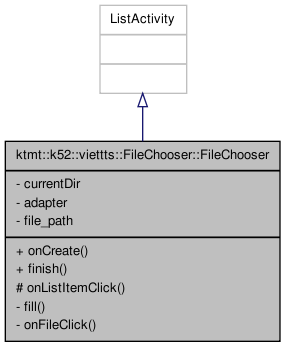 ListActivity
ktmt::k52::viettts::FileChooser::FileChooser
- currentDir
- adapter
- file_path
+ onCreate()
+ finish()
# onListItemClick()
- fill()
- onFileClick()